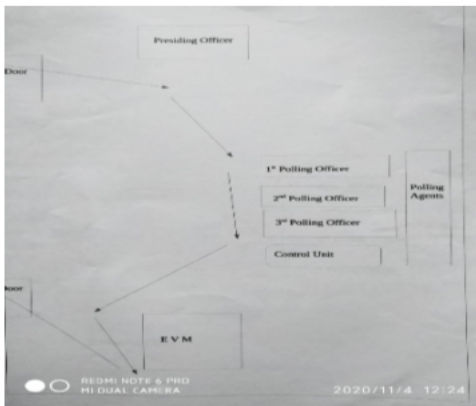 Presiding Officer
Door
1st Polling Officer
2nd Polling Officer
3rd Polling Officer
Control Unit
Polling
Agents
Door
E V M
REDMI NOTE 6 PRO
MI DUAL CAMERA
2020/11/4 12:24